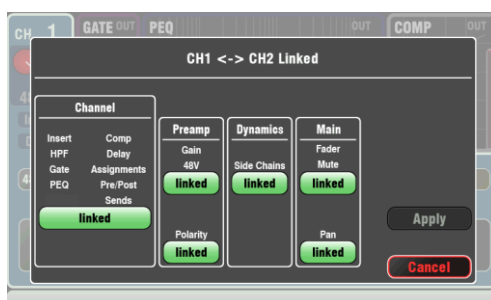 CH 1 GATE OUT PEQ OUT COMP OUT
CH1 <-> CH2 Linked
Channel
Insert Comp
HPF Delay
Gate Assignments
PEQ Pre/Post
Sends
linked
Preamp
Gain
48V
linked
Polarity
linked
Dynamics
Side Chains
linked
Main
Fader
Mute
linked
Pan
linked
Apply
Cancel